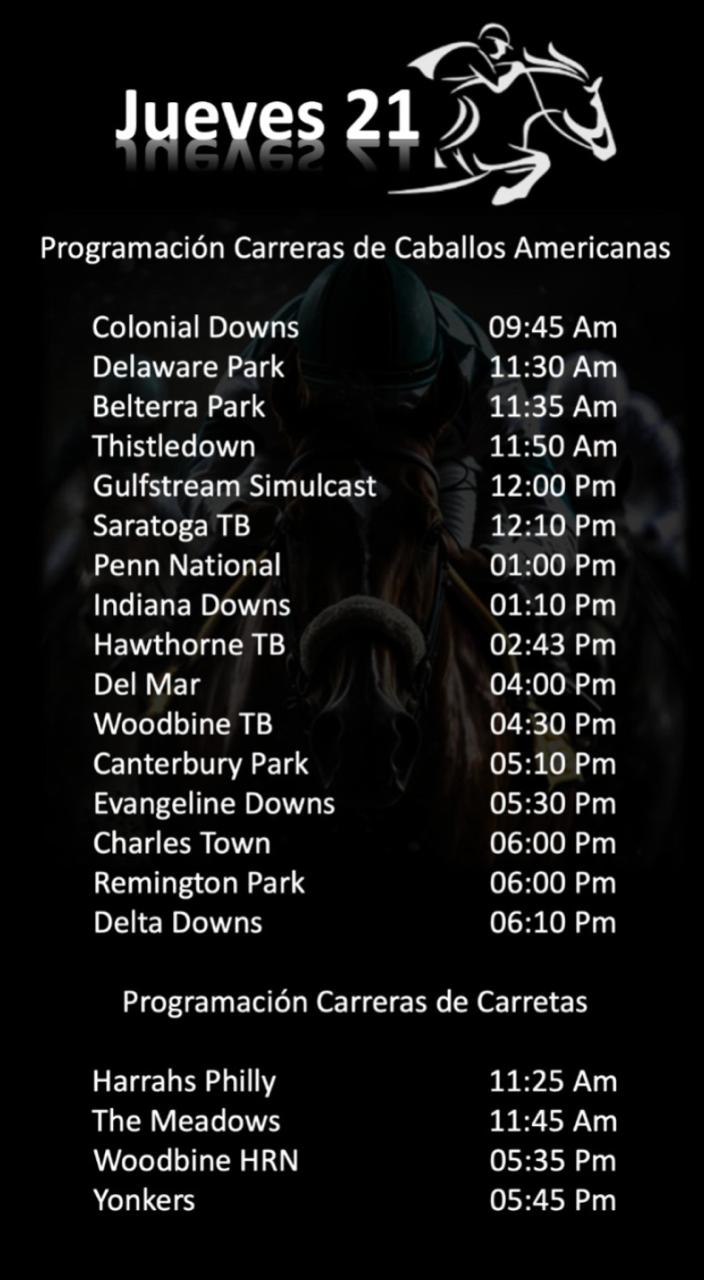 Jueves 21
Programación Carreras de Caballos Americanas
Colonial Downs 09:45 Am
Delaware Park 11:30 Am
Belterra Park 11:35 Am
Thistledown 11:50 Am
Gulfstream Simulcast 12:00 Pm
Saratoga TB 12:10 Pm
Penn National 01:00 Pm
Indiana Downs 01:10 Pm
Hawthorne TB 02:43 Pm
Del Mar 04:00 Pm
Woodbine TB 04:30 Pm
Canterbury Park 05:10 Pm
Evangeline Downs 05:30 Pm
Charles Town 06:00 Pm
Remington Park 06:00 Pm
Delta Downs 06:10 Pm
Programación Carreras de Carretas
Harrahs Philly 11:25 Am
The Meadows 11:45 Am
Woodbine HRN 05:35 Pm
Yonkers 05:45 Pm